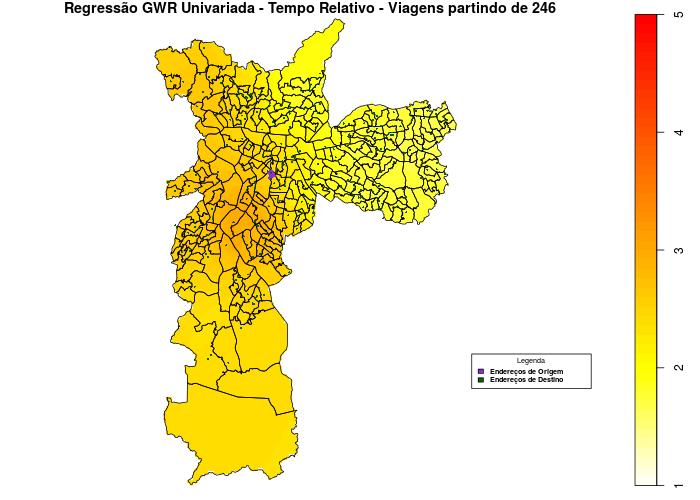 Regressão GWR Univariada - Tempo Relativo - Viagens partindo de 246
5
4
3
2
1
Legenda
Endereços de Origem
Endereços de Destino